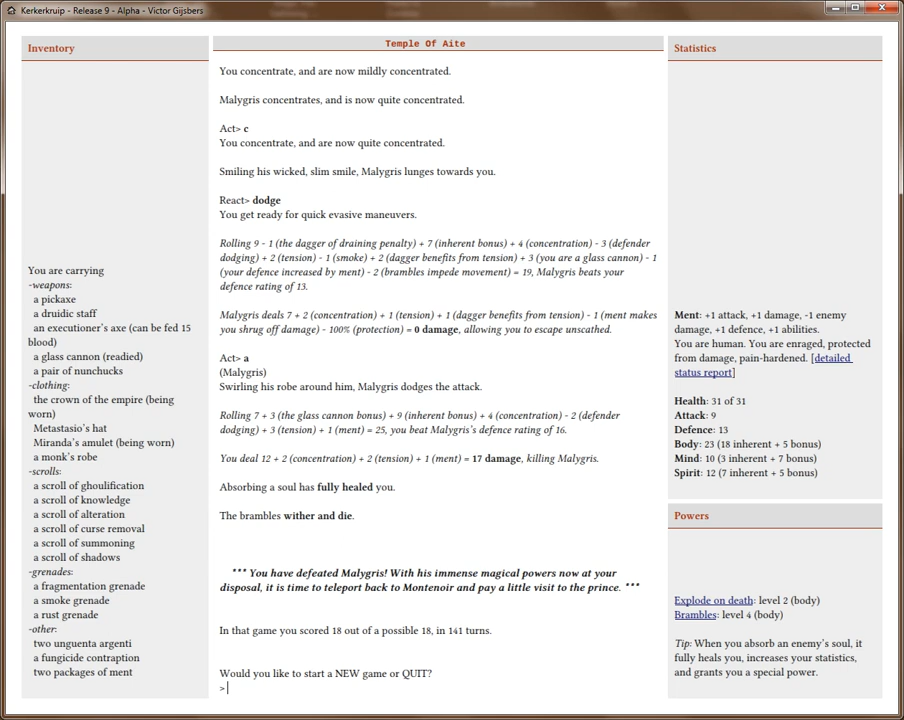 Kerkerkruip - Release 9 - Alpha - Victor Gijsbers
Inventory
You are carrying
-weapons:
a pickaxe
a druidic staff
an executioner's axe (can be fed 15
blood)
a glass cannon (readied)
a pair of nunchucks
-clothing:
the crown of the empire (being
worn)
Metastasio's hat
Miranda's amulet (being worn)
a monk's robe
-scrolls:
a scroll of ghoulification
a scroll of knowledge
a scroll of alteration
a scroll of curse removal
a scroll of summoning
a scroll of shadows
-grenades:
a fragmentation grenade
a smoke grenade
a rust grenade
-other:
two unguenta argenti
a fungicide contraption
two packages of ment
Temple Of Aite
You concentrate, and are now mildly concentrated.
Malygris concentrates, and is now quite concentrated.
Act> c
You concentrate, and are now quite concentrated.
Smiling his wicked, slim smile, Malygris lunges towards you.
React> dodge
You get ready for quick evasive maneuvers.
Rolling 9 - 1 (the dagger of draining penalty) + 7 (inherent bonus) + 4 (concentration) - 3 (defender
dodging) + 2 (tension) - 1 (smoke) + 2 (dagger benefits from tension) + 3 (you are a glass cannon) - 1
(your defence increased by ment) - 2 (brambles impede movement) = 19, Malygris beats your
defence rating of 13.
Malygris deals 7 + 2 (concentration) + 1 (tension) + 1 (dagger benefits from tension) - 1 (ment makes
you shrug off damage) - 100% (protection) = 0 damage, allowing you to escape unscathed.
Act> a
(Malygris)
Swirling his robe around him, Malygris dodges the attack.
Rolling 7 + 3 (the glass cannon bonus) + 9 (inherent bonus) + 4 (concentration) - 2 (defender
dodging) + 3 (tension) + 1 (ment) = 25, you beat Malygris's defence rating of 16.
You deal 12 + 2 (concentration) + 2 (tension) + 1 (ment) = 17 damage, killing Malygris.
Absorbing a soul has fully healed you.
The brambles wither and die.
*** You have defeated Malygris! With his immense magical powers now at your
disposal, it is time to teleport back to Montenoir and pay a little visit to the prince. ***
In that game you scored 18 out of a possible 18, in 141 turns.
Would you like to start a NEW game or QUIT?
>
Statistics
Ment: +1 attack, +1 damage, -1 enemy
damage, +1 defence, +1 abilities.
You are human. You are enraged, protected
from damage, pain-hardened. [detailed
status report]
Health: 31 of 31
Attack: 9
Defence: 13
Body: 23 (18 inherent + 5 bonus)
Mind: 10 (3 inherent + 7 bonus)
Spirit: 12 (7 inherent + 5 bonus)
Powers
Explode on death: level 2 (body)
Brambles: level 4 (body)
Tip: When you absorb an enemy's soul, it
fully heals you, increases your statistics,
and grants you a special power.